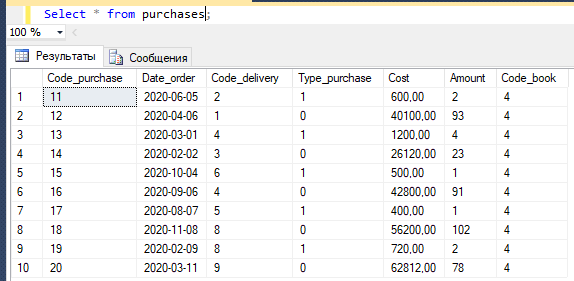 Select * from purchases;
100 %
Результаты Сообщения
Code_purchase Date_order Code_delivery Type_purchase Cost Amount Code_book
1 11 2020-06-05 2 1 600,00 2 4
2 12 2020-04-06 1 0 40100,00 93 4
3 13 2020-03-01 4 1 1200,00 4 4
4 14 2020-02-02 3 0 26120,00 23 4
5 15 2020-10-04 6 1 500,00 1 4
6 16 2020-09-06 4 0 42800,00 91 4
7 17 2020-08-07 5 1 400,00 1 4
8 18 2020-11-08 8 0 56200,00 102 4
9 19 2020-02-09 8 1 720,00 2 4
10 20 2020-03-11 9 0 62812,00 78 4